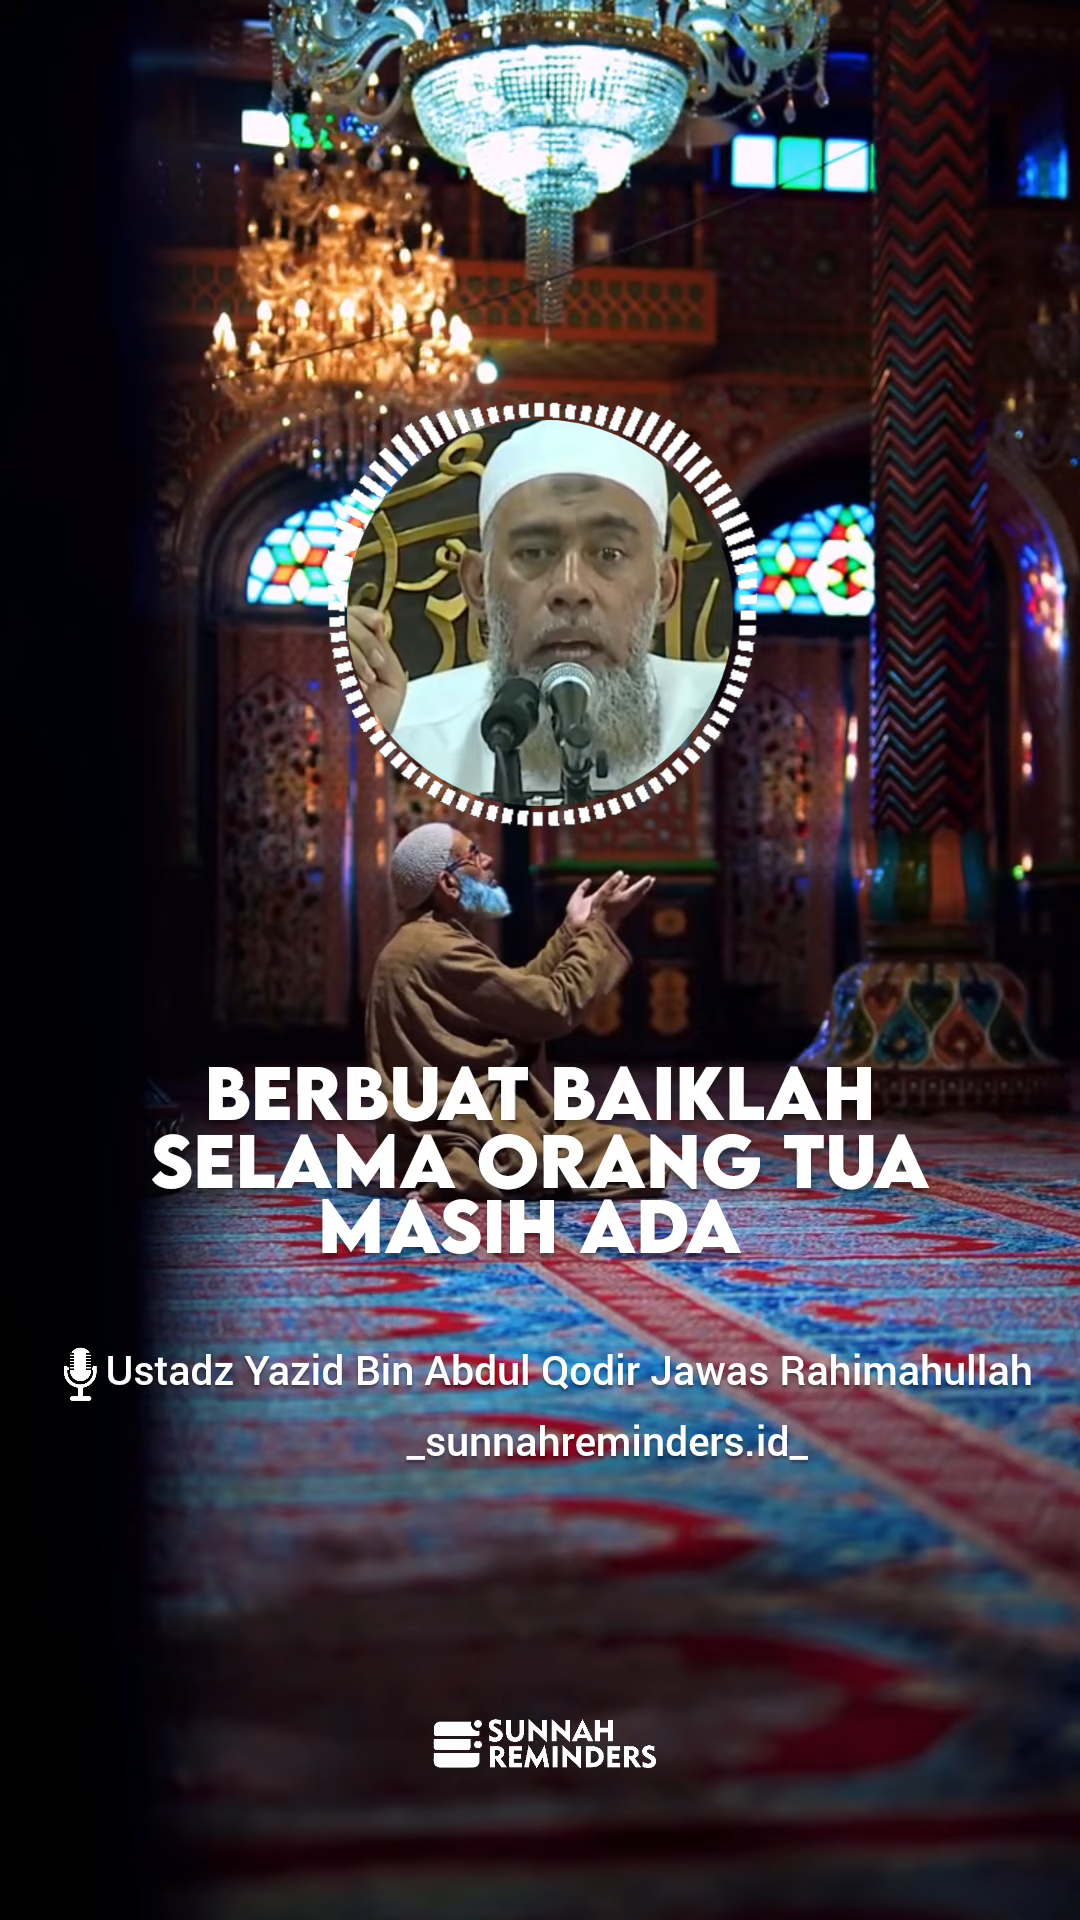 BERBUAT BAIKLAH
SELAMA ORANG TUA
MASIH ADA
Ustadz Yazid Bin Abdul Qodir Jawas Rahimahullah
_sunnahreminders.id_
SUNNAH
REMINDERS